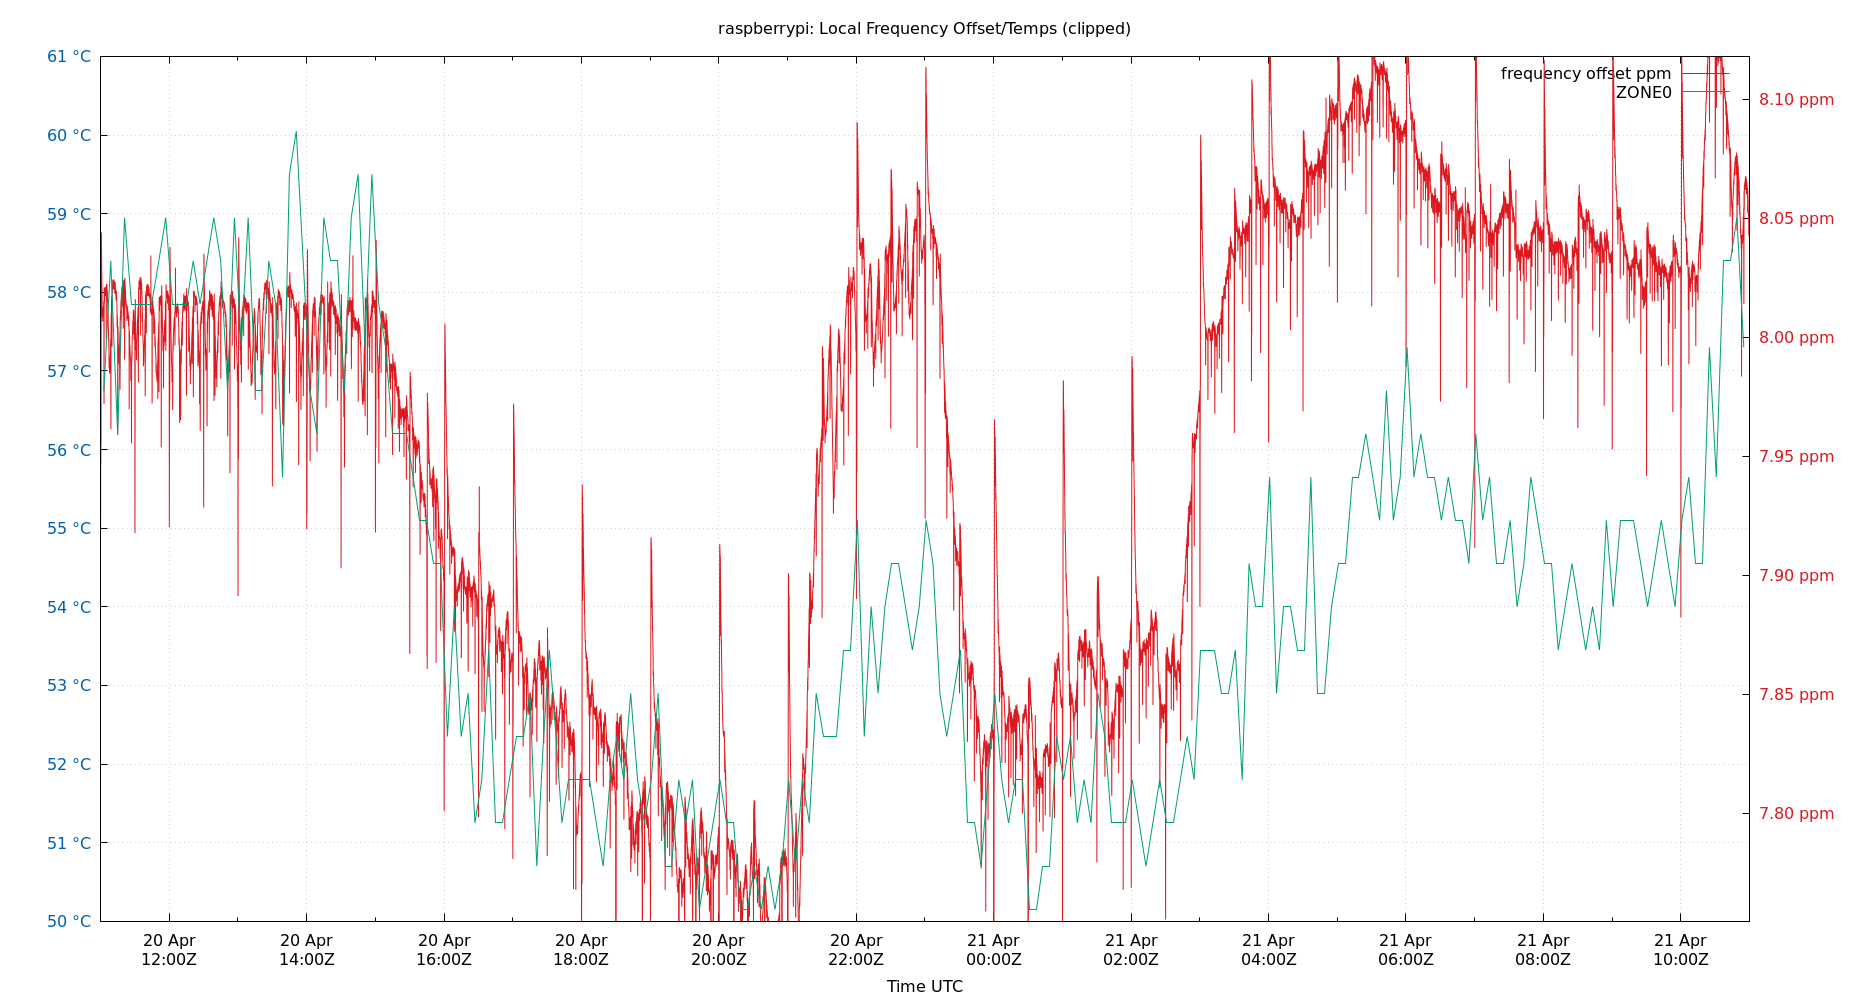 raspberrypi: Local Frequency Offset/Temps (clipped)
frequency offset ppm
ZONE0
61 °C
60 °C
59 °C
58 °C
57 °C
56 °C
55 °C
54 °C
53 °C
52 °C
51 °C
50 °C
8.10 ppm
8.05 ppm
8.00 ppm
7.95 ppm
7.90 ppm
7.85 ppm
7.80 ppm
20 Apr 20 Apr 20 Apr 20 Apr 20 Apr 20 Apr 21 Apr 21 Apr 21 Apr 21 Apr 21 Apr 21 Apr
12:00Z 14:00Z 16:00Z 18:00Z 20:00Z 22:00Z 00:00Z 02:00Z 04:00Z 06:00Z 08:00Z 10:00Z
Time UTC